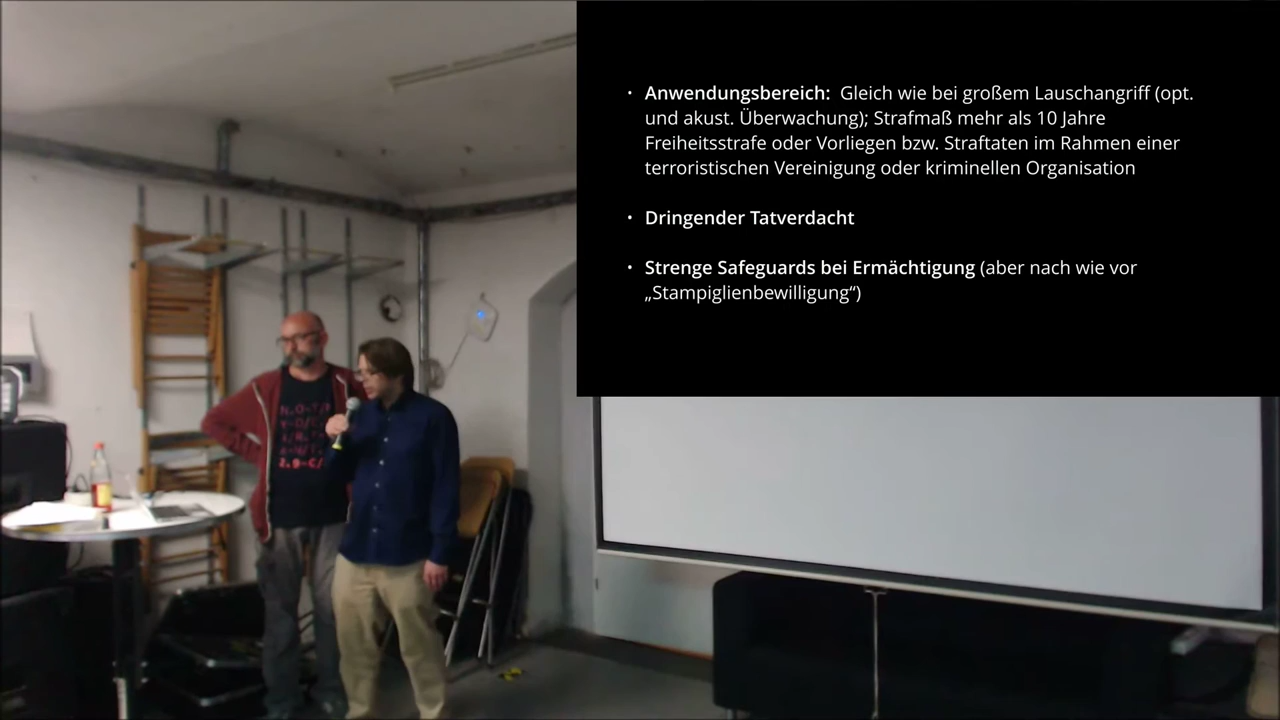 • Anwendungsbereich: Gleich wie bei großem Lauschangriff (opt.
und akust. Überwachung); Strafmaß mehr als 10 Jahre
Freiheitsstrafe oder Vorliegen bzw. Straftaten im Rahmen einer
terroristischen Vereinigung oder kriminellen Organisation
• Dringender Tatverdacht
• Strenge Safeguards bei Ermächtigung (aber nach wie vor
„Stampiglienbewilligung“)